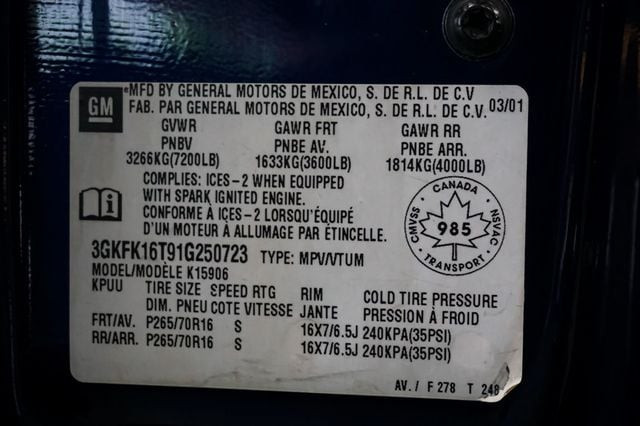 GM
MFD BY GENERAL MOTORS DE MEXICO, S. DE R.L. DE C.V
FAB. PAR GENERAL MOTORS DE MEXICO, S. DE R.L. DE C.V. 03/01
GVWR GAWR FRT GAWR RR
PNBV PNBE AV. PNBE ARR.
3266KG(7200LB) 1633KG(3600LB) 1814KG(4000LB)
COMPLIES: ICES-2 WHEN EQUIPPED
WITH SPARK IGNITED ENGINE.
CONFORME À ICES-2 LORSQU'ÉQUIPÉ
D'UN MOTEUR À ALLUMAGE PAR ÉTINCELLE.
CANADA
CMVSS 985 NSVAC
TRANSPORT
3GKFK16T91G250723 TYPE: MPV/VTUM
MODEL/MODÈLE K15906
KPUU TIRE SIZE SPEED RTG RIM COLD TIRE PRESSURE
DIM. PNEU COTE VITESSE JANTE PRESSION À FROID
FRT/AV. P265/70R16 S 16X7/6.5J 240KPA(35PSI)
RR/ARR. P265/70R16 S 16X7/6.5J 240KPA(35PSI)
AV. / F 278 T 248